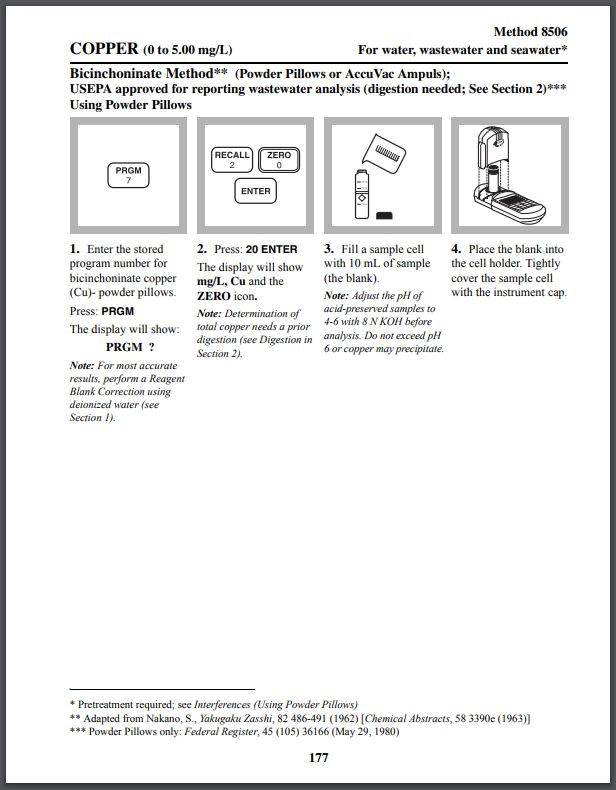 Method 8506
COPPER (0 to 5.00 mg/L)
For water, wastewater and seawater*
Bicinchoninate Method** (Powder Pillows or AccuVac Ampuls);
USEPA approved for reporting wastewater analysis (digestion needed; See Section 2)***
Using Powder Pillows
PRGM
7
RECALL
2
ZERO
0
ENTER
1. Enter the stored
program number for
bicinchoninate copper
(Cu)- powder pillows.
Press: PRGM
The display will show:
PRGM ?
Note: For most accurate
results, perform a Reagent
Blank Correction using
deionized water (see
Section 1).
2. Press: 20 ENTER
The display will show
mg/L, Cu and the
ZERO icon.
Note: Determination of
total copper needs a prior
digestion (see Digestion in
Section 2).
3. Fill a sample cell
with 10 mL of sample
(the blank).
Note: Adjust the pH of
acid-preserved samples to
4-6 with 8 N KOH before
analysis. Do not exceed pH
6 or copper may precipitate.
4. Place the blank into
the cell holder. Tightly
cover the sample cell
with the instrument cap.
* Pretreatment required; see Interferences (Using Powder Pillows)
** Adapted from Nakano, S., Yakugaku Zasshi, 82 486-491 (1962) [Chemical Abstracts, 58 3390e (1963)]
*** Powder Pillows only: Federal Register, 45 (105) 36166 (May 29, 1980)
177